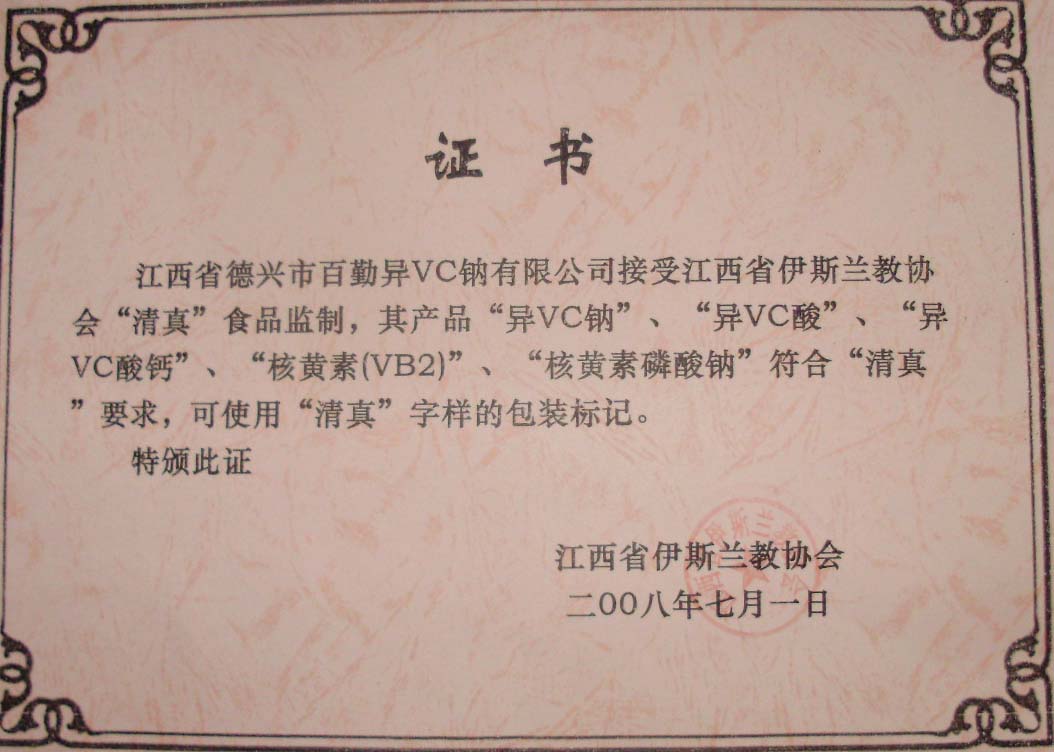 证 书
江西省德兴市百勤异VC钠有限公司接受江西省伊斯兰教协
会“清真”食品监制，其产品“异VC钠”、“异VC酸”、“异
VC酸钙”、“核黄素(VB2)”、“核黄素磷酸钠”符合“清真
”要求，可使用“清真”字样的包装标记。
特颁此证
江西省伊斯兰教协会
二00八年七月一日